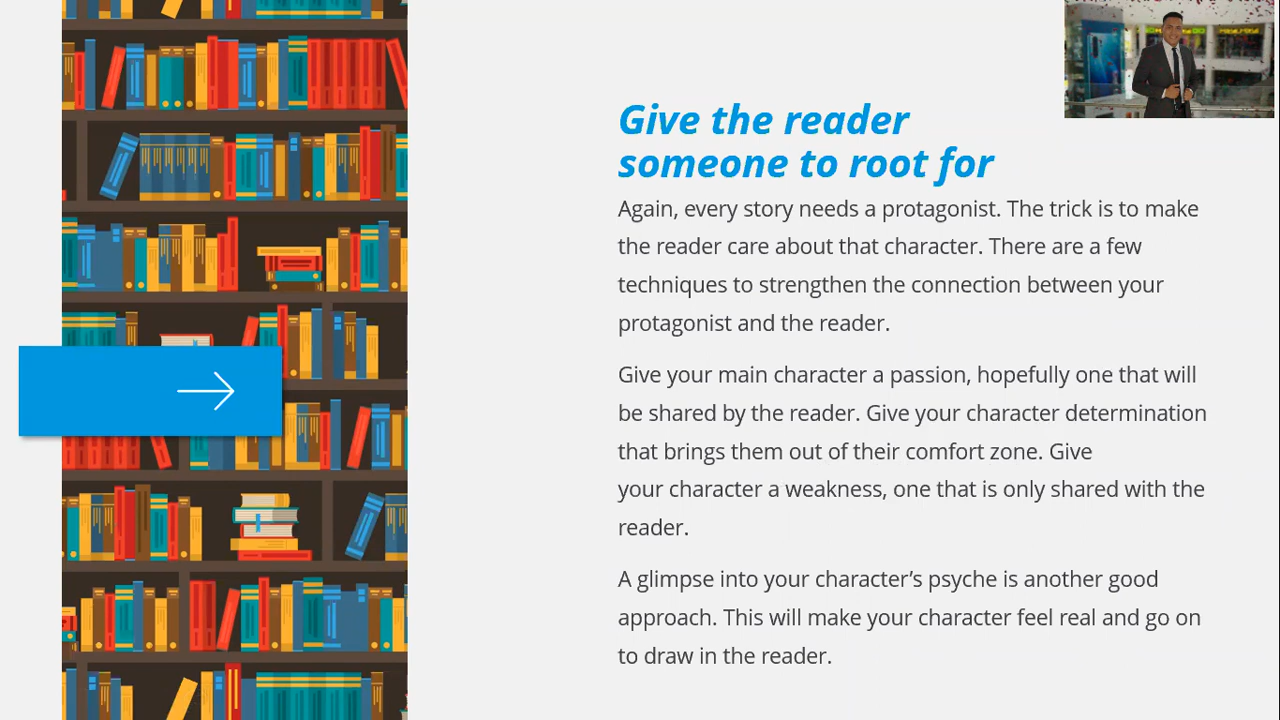 Give the reader
someone to root for
Again, every story needs a protagonist. The trick is to make
the reader care about that character. There are a few
techniques to strengthen the connection between your
protagonist and the reader.
Give your main character a passion, hopefully one that will
be shared by the reader. Give your character determination
that brings them out of their comfort zone. Give
your character a weakness, one that is only shared with the
reader.
A glimpse into your character’s psyche is another good
approach. This will make your character feel real and go on
to draw in the reader.